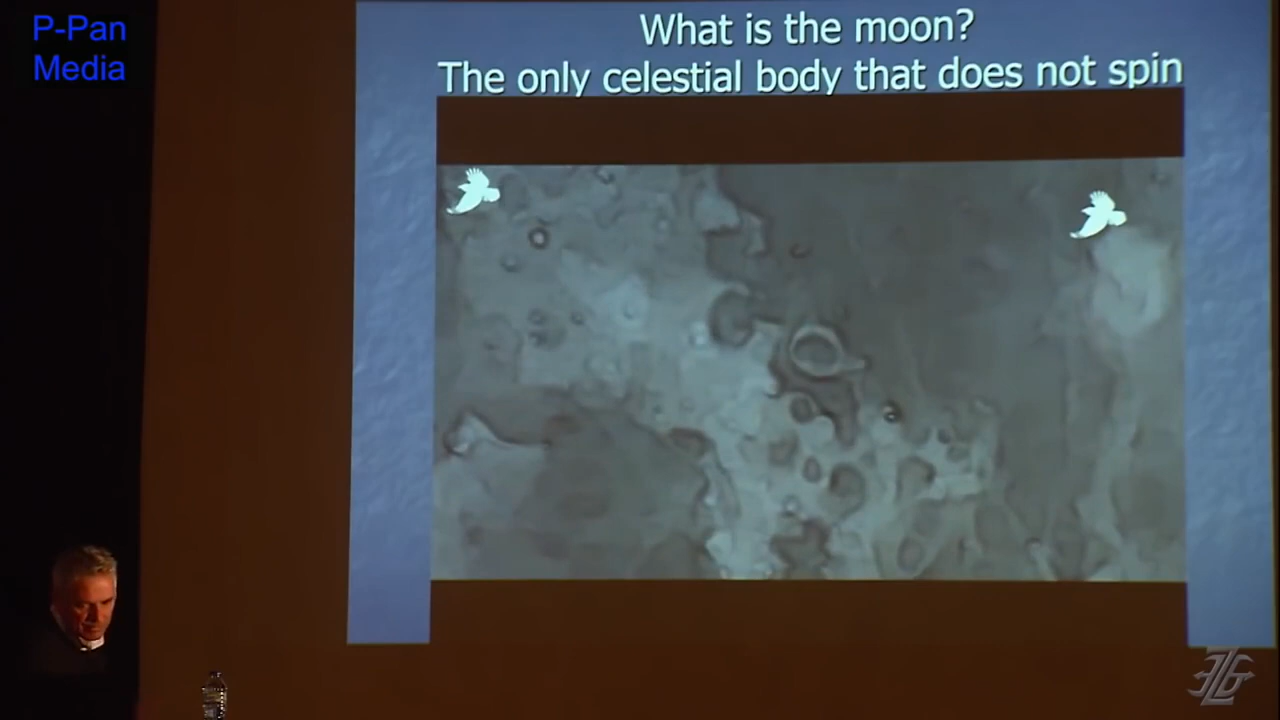 P-Pan
Media
What is the moon?
The only celestial body that does not spin